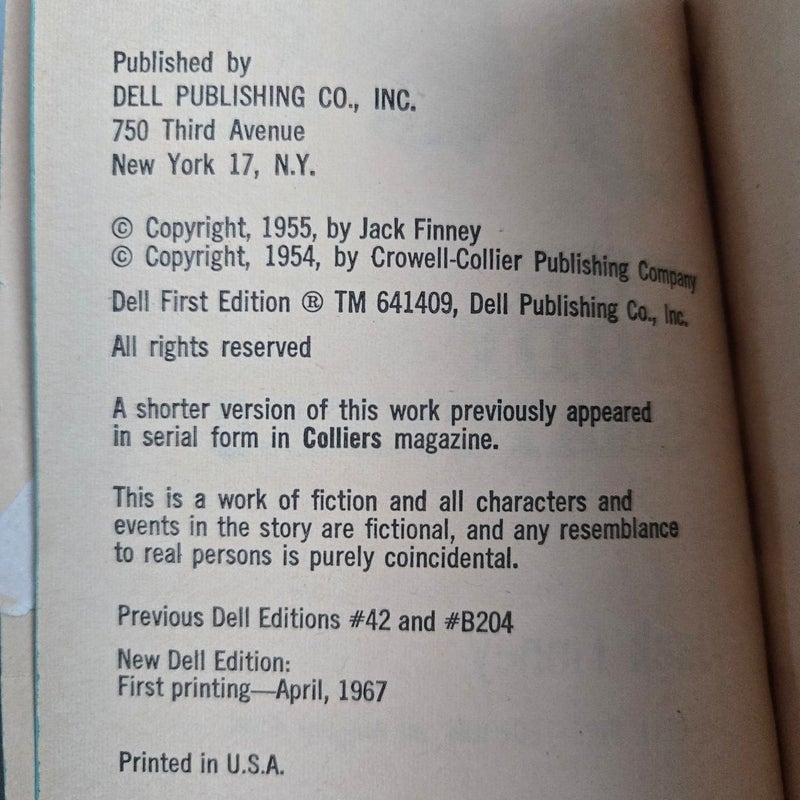 Published by
DELL PUBLISHING CO., INC.
750 Third Avenue
New York 17, N.Y.
© Copyright, 1955, by Jack Finney
© Copyright, 1954, by Crowell-Collier Publishing Company
Dell First Edition ® TM 641409, Dell Publishing Co., Inc.
All rights reserved
A shorter version of this work previously appeared
in serial form in Colliers magazine.
This is a work of fiction and all characters and
events in the story are fictional, and any resemblance
to real persons is purely coincidental.
Previous Dell Editions #42 and #B204
New Dell Edition:
First printing—April, 1967
Printed in U.S.A.